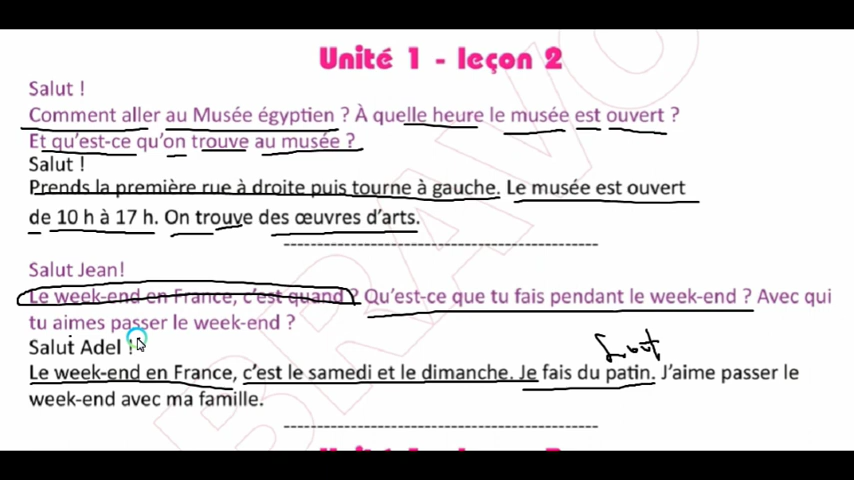 Unité 1 - leçon 2
Salut !
Comment aller au Musée égyptien ? À quelle heure le musée est ouvert ?
Et qu'est-ce qu'on trouve au musée ?
Salut !
Prends la première rue à droite puis tourne à gauche. Le musée est ouvert
de 10 h à 17 h. On trouve des œuvres d'arts.
Salut Jean!
Le week-end en France, c'est quand ? Qu'est-ce que tu fais pendant le week-end ? Avec qui
tu aimes passer le week-end ?
Salut Adel !
Le week-end en France, c'est le samedi et le dimanche. Je fais du patin. J'aime passer le
week-end avec ma famille.
BRAVO